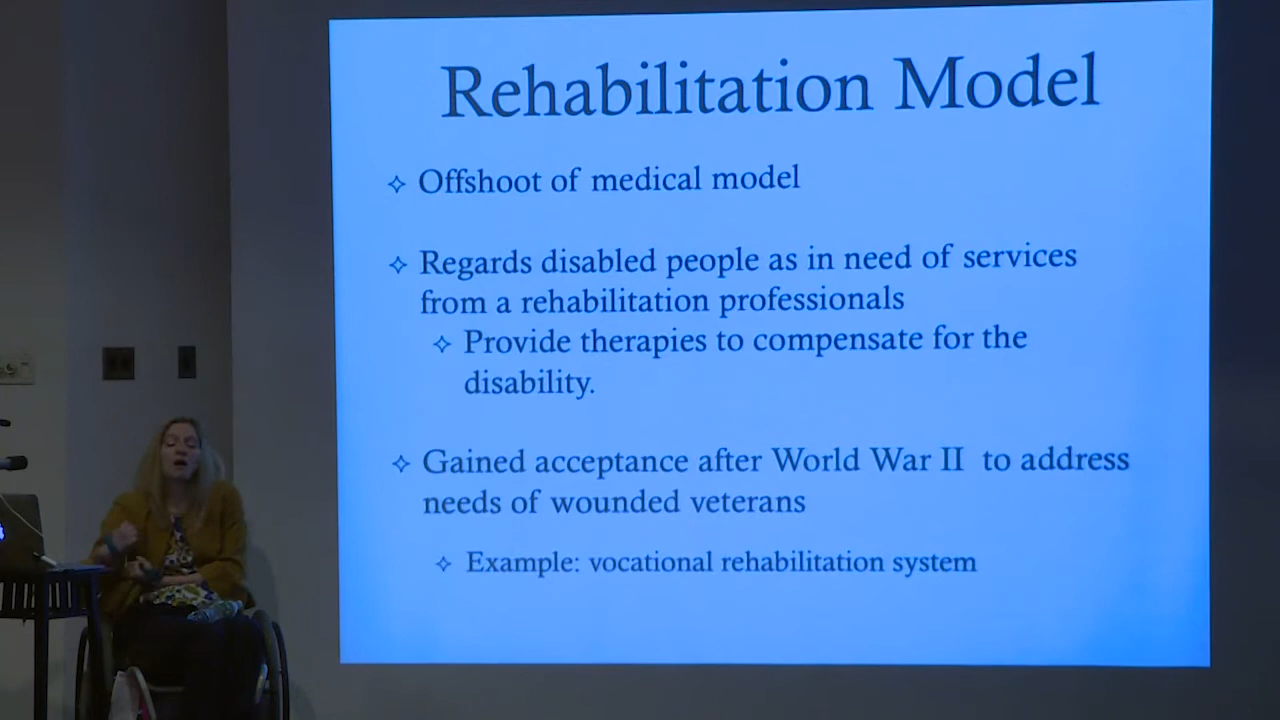 Rehabilitation Model
Offshoot of medical model
Regards disabled people as in need of services
from a rehabilitation professionals
Provide therapies to compensate for the
disability.
Gained acceptance after World War II to address
needs of wounded veterans
Example: vocational rehabilitation system